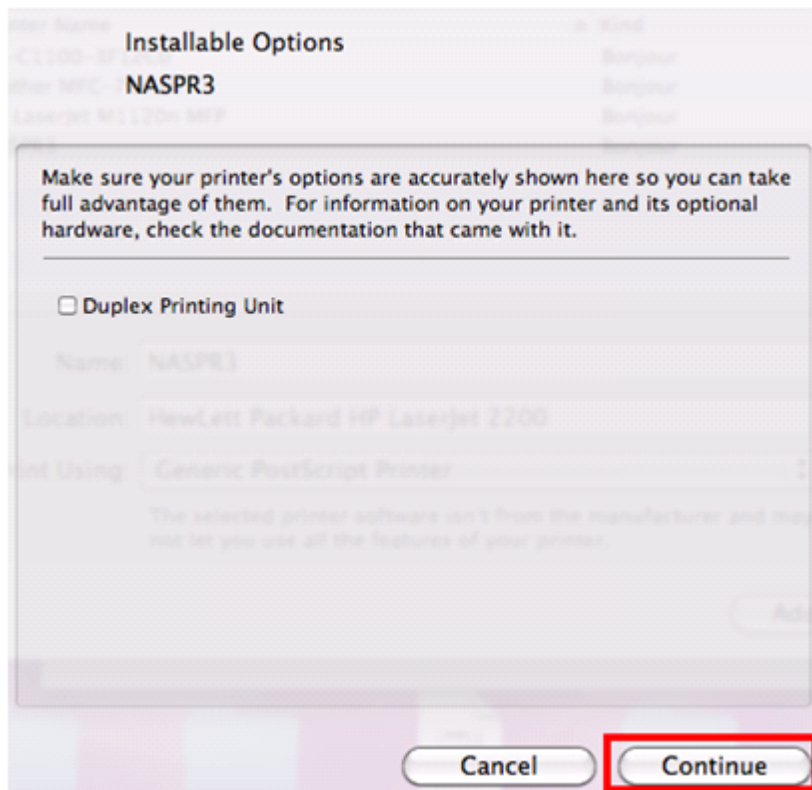 Printer Name
Kind
Bonjour
Installable Options
NASPR3
Bonjour
LaserJet M1120n MFP
Bonjour
Bonjour
Make sure your printer's options are accurately shown here so you can take
full advantage of them. For information on your printer and its optional
hardware, check the documentation that came with it.
Duplex Printing Unit
Name: NASPR3
Location: HewLett Packard HP LaserJet 2200
Using: Generic PostScript Printer
The selected printer software isn't from the manufacturer and may
not let you use all the features of your printer.
Cancel
Continue